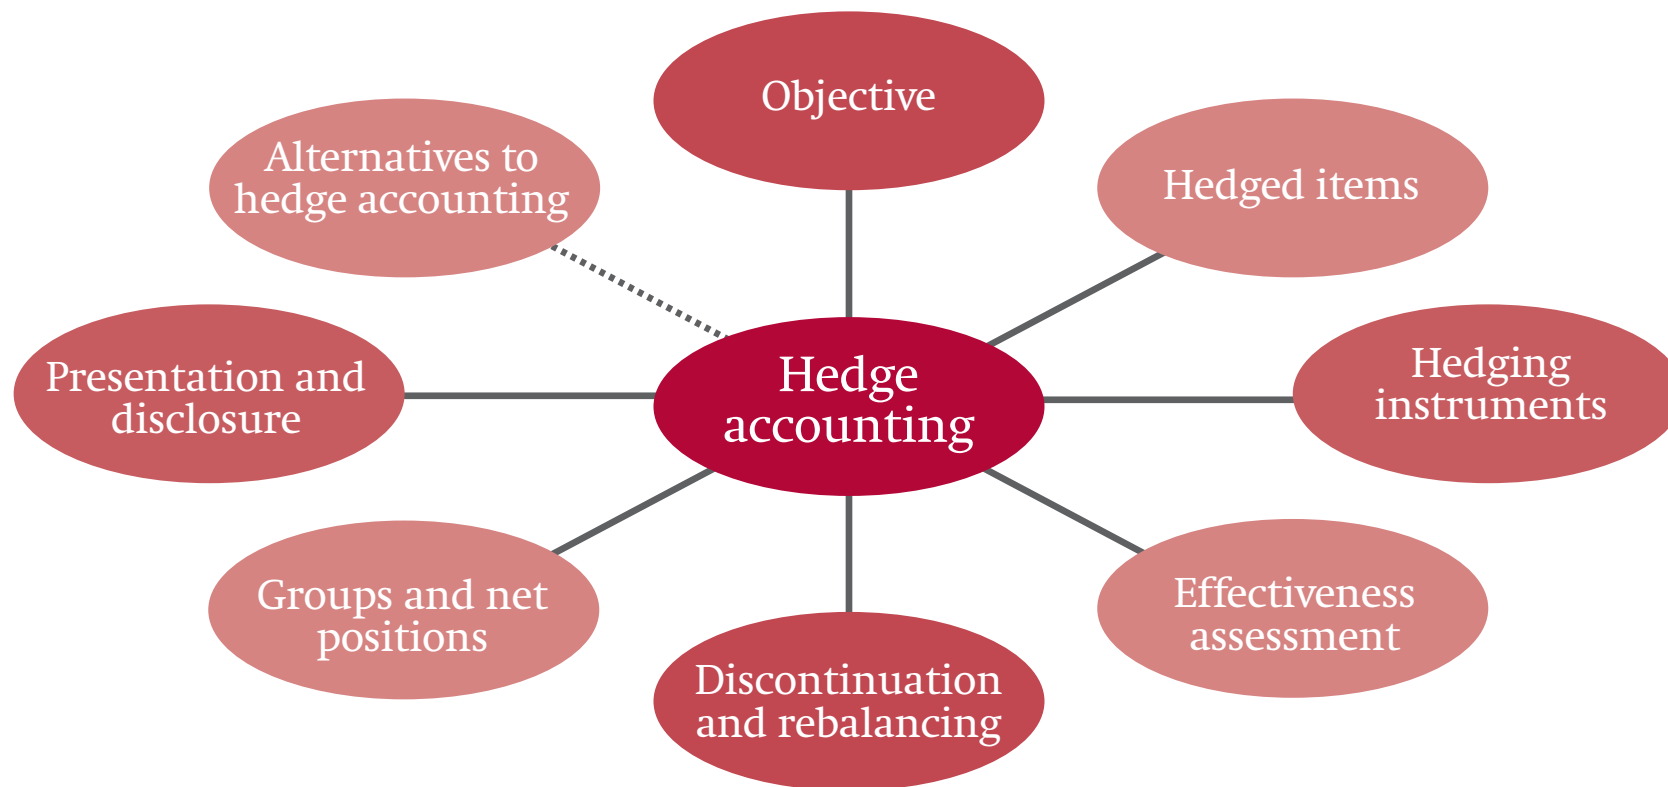 Objective
Alternatives to
hedge accounting
Hedged items
Presentation and
disclosure
Hedge
accounting
Hedging
instruments
Groups and net
positions
Effectiveness
assessment
Discontinuation
and rebalancing